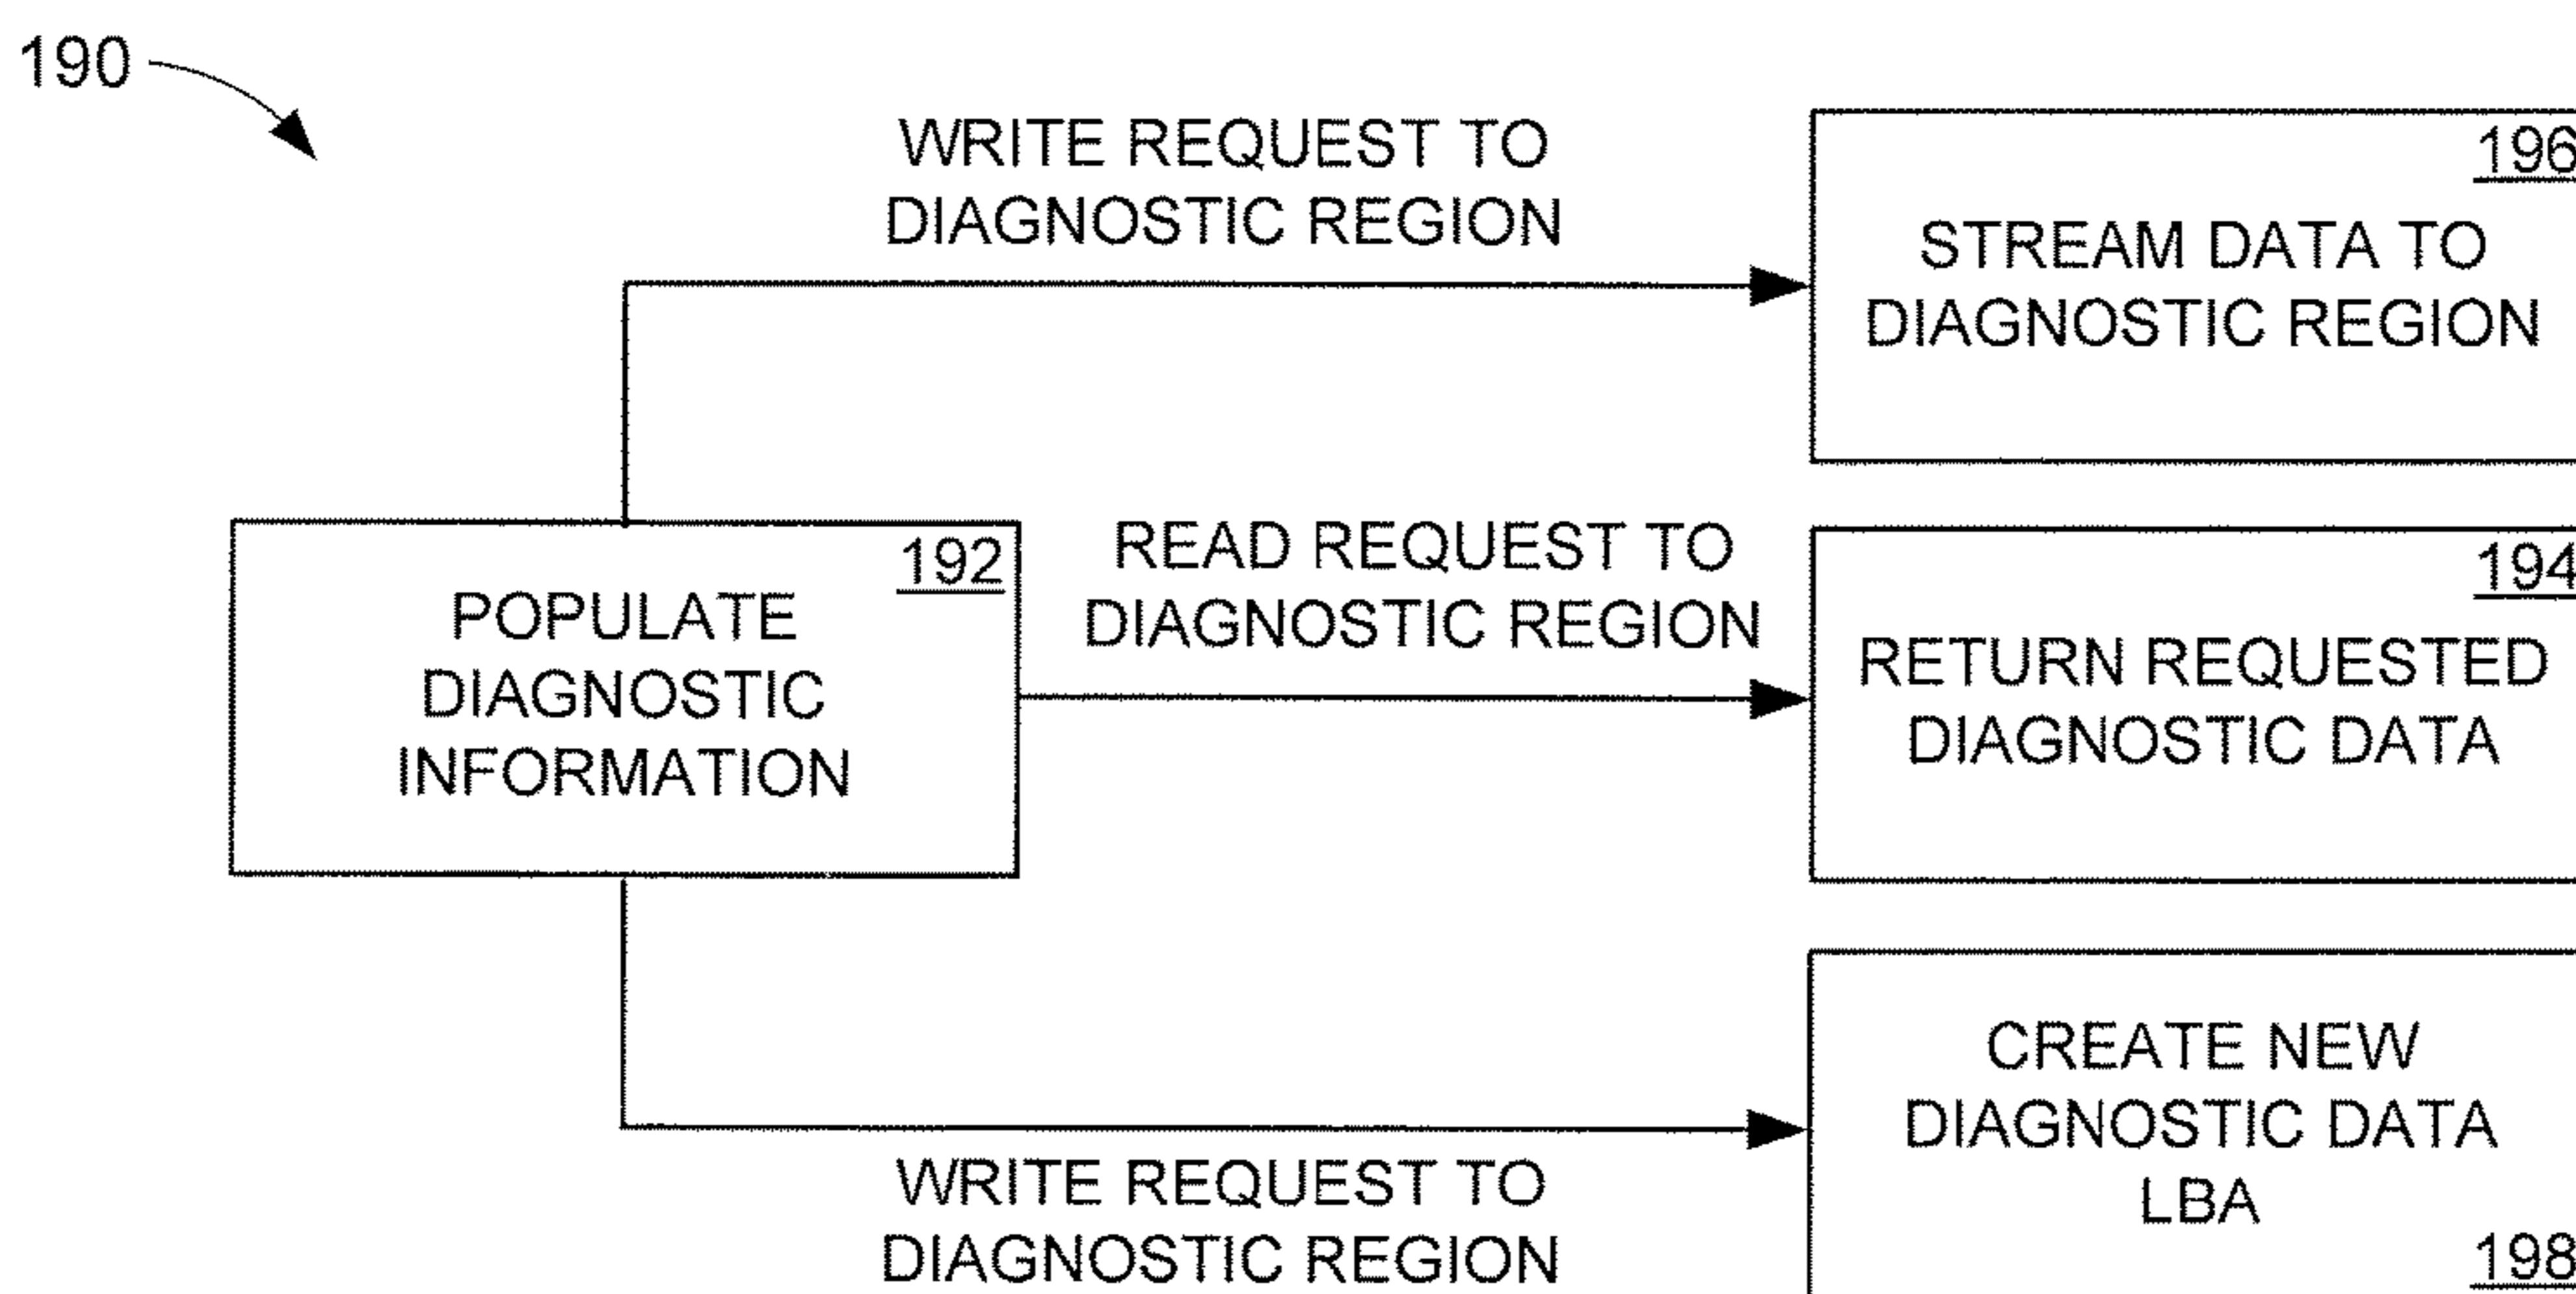 190
WRITE REQUEST TO
DIAGNOSTIC REGION
196
STREAM DATA TO
DIAGNOSTIC REGION
192
POPULATE
DIAGNOSTIC
INFORMATION
READ REQUEST TO
DIAGNOSTIC REGION
194
RETURN REQUESTED
DIAGNOSTIC DATA
WRITE REQUEST TO
DIAGNOSTIC REGION
CREATE NEW
DIAGNOSTIC DATA
LBA
198